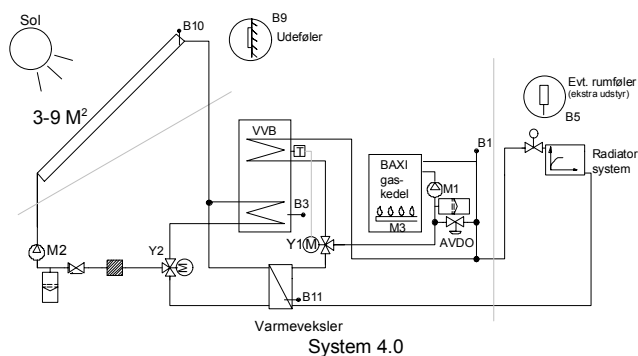 Sol
B10
B9
Udeføler
3-9 M²
Evt. rumføler
(ekstra udstyr)
B5
VVB
T
BAXI
gas-
kedel
B1
M1
Radiator
system
B3
M3
AVDO
M2
Y2
M
Y1
M
B11
Varmeveksler
System 4.0